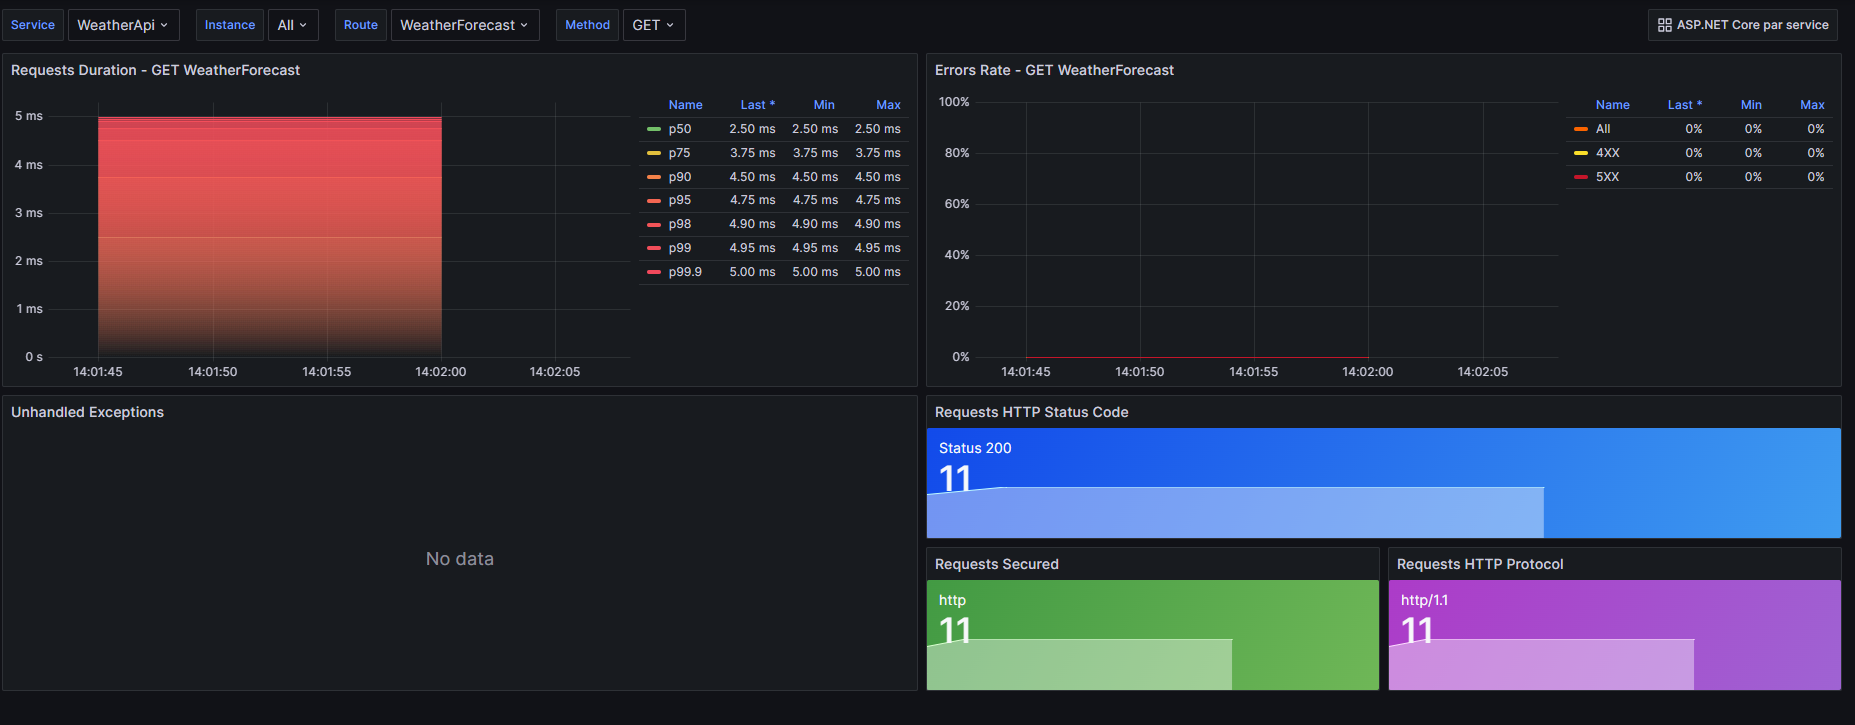 Service WeatherApi Instance All Route WeatherForecast Method GET ASP.NET Core par service
Requests Duration - GET WeatherForecast
5 ms
4 ms
3 ms
2 ms
1 ms
0 s
14:01:45 14:01:50 14:01:55 14:02:00 14:02:05
Name Last * Min Max
p50 2.50 ms 2.50 ms 2.50 ms
p75 3.75 ms 3.75 ms 3.75 ms
p90 4.50 ms 4.50 ms 4.50 ms
p95 4.75 ms 4.75 ms 4.75 ms
p98 4.90 ms 4.90 ms 4.90 ms
p99 4.95 ms 4.95 ms 4.95 ms
p99.9 5.00 ms 5.00 ms 5.00 ms
Errors Rate - GET WeatherForecast
100%
80%
60%
40%
20%
0%
14:01:45 14:01:50 14:01:55 14:02:00 14:02:05
Name Last * Min Max
All 0% 0% 0%
4XX 0% 0% 0%
5XX 0% 0% 0%
Unhandled Exceptions
No data
Requests HTTP Status Code
Status 200
11
Requests Secured
http
11
Requests HTTP Protocol
http/1.1
11